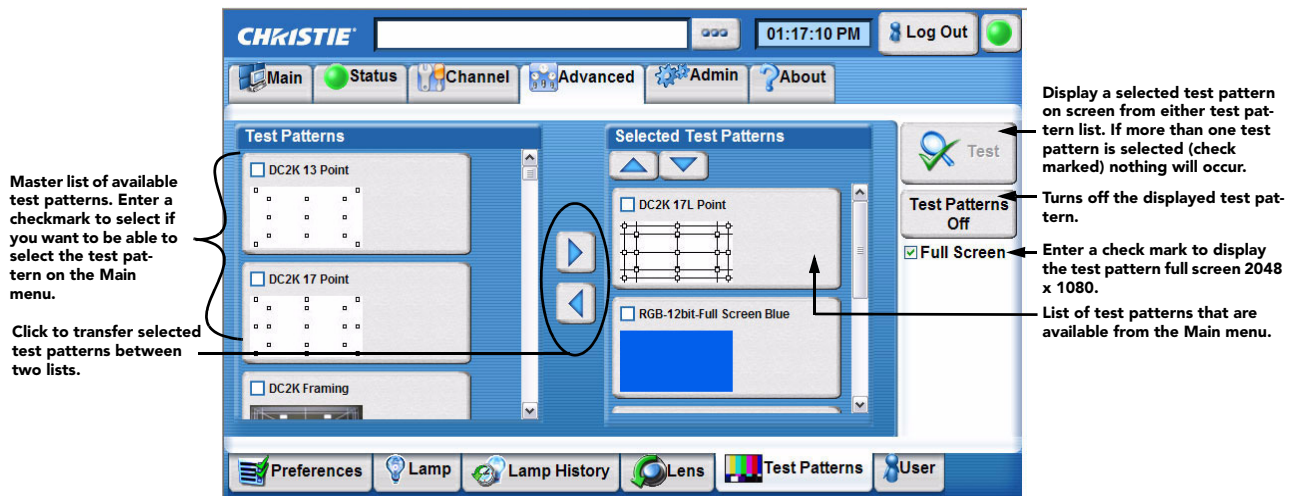 CHRISTIE
01:17:10 PM
Log Out
Main
Status
Channel
Advanced
Admin
About
Test Patterns
DC2K 13 Point
DC2K 17 Point
DC2K Framing
Selected Test Patterns
DC2K 17L Point
RGB-12bit-Full Screen Blue
Test
Test Patterns
Off
Full Screen
Preferences
Lamp
Lamp History
Lens
Test Patterns
User
Master list of available
test patterns. Enter a
checkmark to select if
you want to be able to
select the test pat-
tern on the Main
menu.
Click to transfer selected
test patterns between
two lists.
Display a selected test pattern
on screen from either test pat-
tern list. If more than one test
pattern is selected (check
marked) nothing will occur.
Turns off the displayed test pat-
tern.
Enter a check mark to display
the test pattern full screen 2048
x 1080.
List of test patterns that are
available from the Main menu.